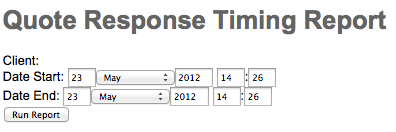 Quote Response Timing Report
Client:
Date Start: 23 May 2012 14 : 26
Date End: 23 May 2012 14 : 26
Run Report